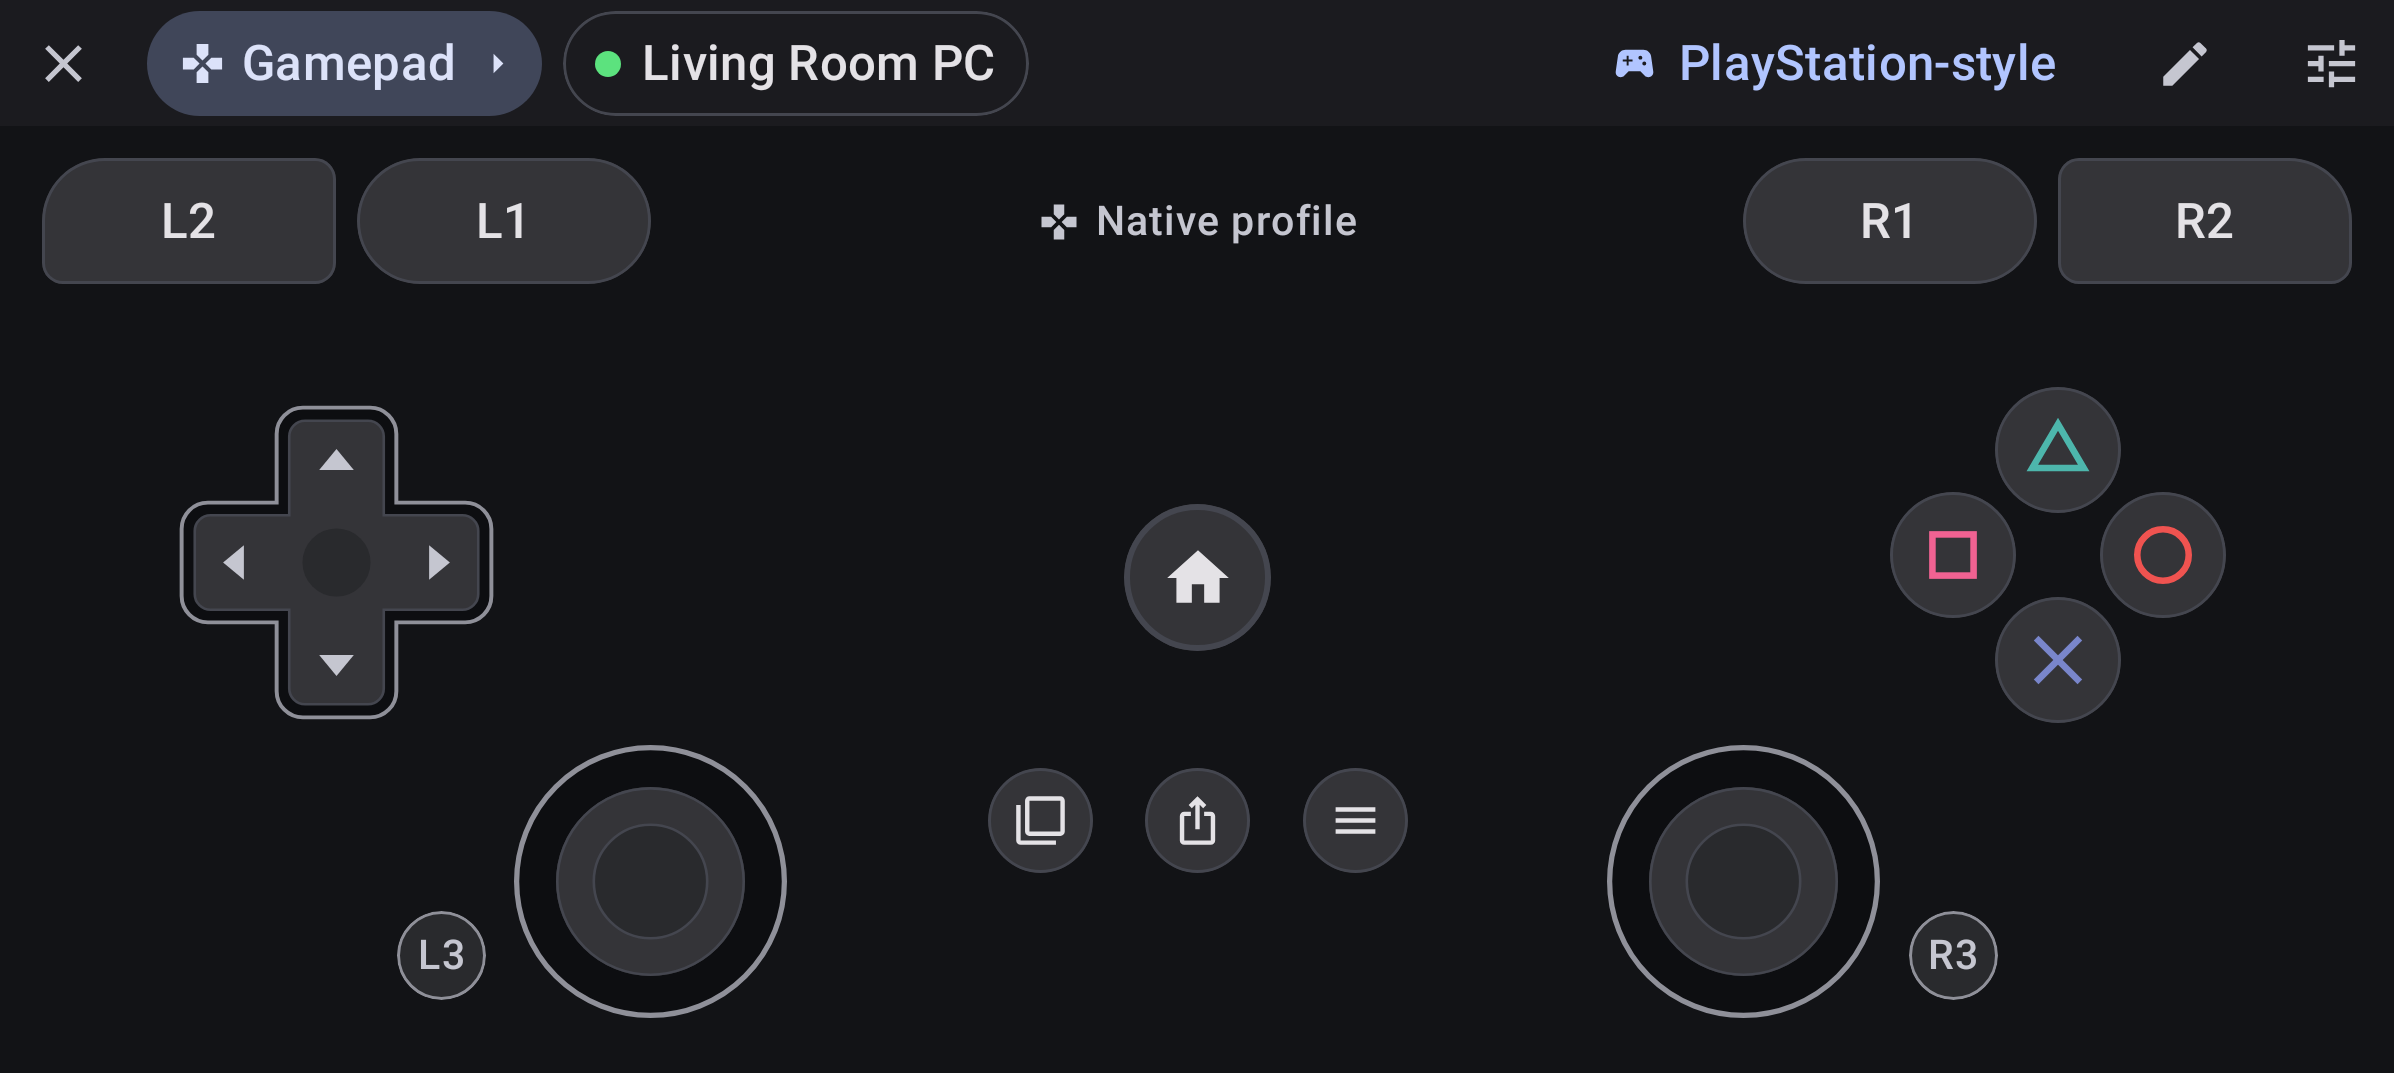 Gamepad
Living Room PC
PlayStation-style
L2
L1
Native profile
R1
R2
L3
R3